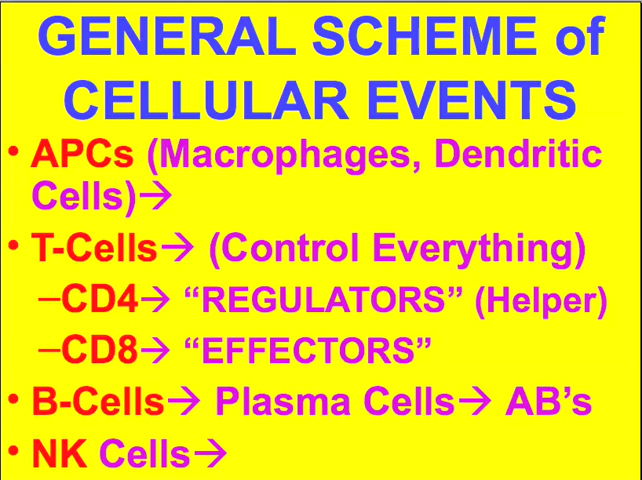 GENERAL SCHEME of
CELLULAR EVENTS
• APCs (Macrophages, Dendritic
Cells)→
• T-Cells→ (Control Everything)
–CD4→ “REGULATORS” (Helper)
–CD8→ “EFFECTORS”
• B-Cells→ Plasma Cells→ AB’s
• NK Cells→